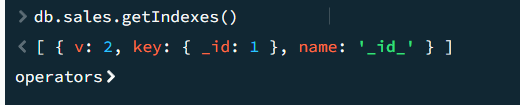 > db.sales.getIndexes()
< [ { v: 2, key: { _id: 1 }, name: '_id_' } ]
operators>